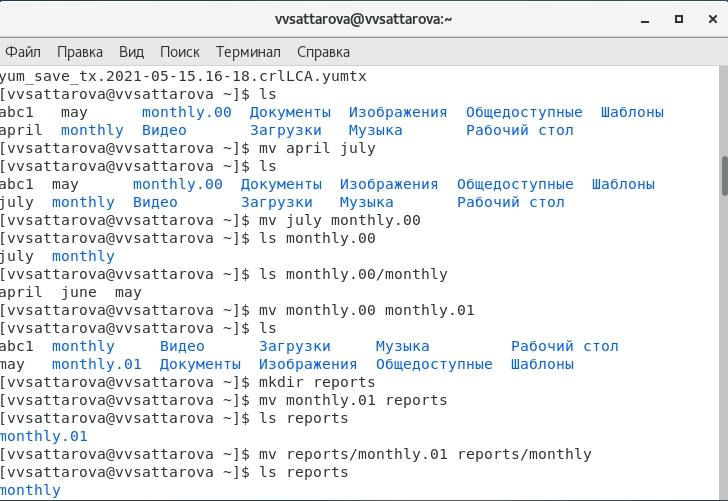 vvsattarova@vvsattarova:~
Файл Правка Вид Поиск Терминал Справка
yum_save_tx.2021-05-15.16-18.crlLCA.yumtx
[vvsattarova@vvsattarova ~]$ ls
abc1 may monthly.00 Документы Изображения Общедоступные Шаблоны
april monthly Видео Загрузки Музыка Рабочий стол
[vvsattarova@vvsattarova ~]$ mv april july
[vvsattarova@vvsattarova ~]$ ls
abc1 may monthly.00 Документы Изображения Общедоступные Шаблоны
july monthly Видео Загрузки Музыка Рабочий стол
[vvsattarova@vvsattarova ~]$ mv july monthly.00
[vvsattarova@vvsattarova ~]$ ls monthly.00
july monthly
[vvsattarova@vvsattarova ~]$ ls monthly.00/monthly
april june may
[vvsattarova@vvsattarova ~]$ mv monthly.00 monthly.01
[vvsattarova@vvsattarova ~]$ ls
abc1 monthly Видео Загрузки Музыка Рабочий стол
may monthly.01 Документы Изображения Общедоступные Шаблоны
[vvsattarova@vvsattarova ~]$ mkdir reports
[vvsattarova@vvsattarova ~]$ mv monthly.01 reports
[vvsattarova@vvsattarova ~]$ ls reports
monthly.01
[vvsattarova@vvsattarova ~]$ mv reports/monthly.01 reports/monthly
[vvsattarova@vvsattarova ~]$ ls reports
monthly